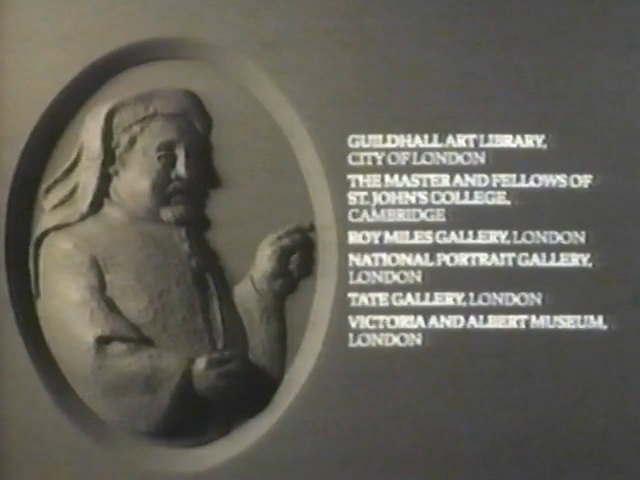 GUILDHALL ART LIBRARY,
CITY OF LONDON
THE MASTER AND FELLOWS OF
ST. JOHN'S COLLEGE,
CAMBRIDGE
ROY MILES GALLERY, LONDON
NATIONAL PORTRAIT GALLERY,
LONDON
TATE GALLERY, LONDON
VICTORIA AND ALBERT MUSEUM,
LONDON